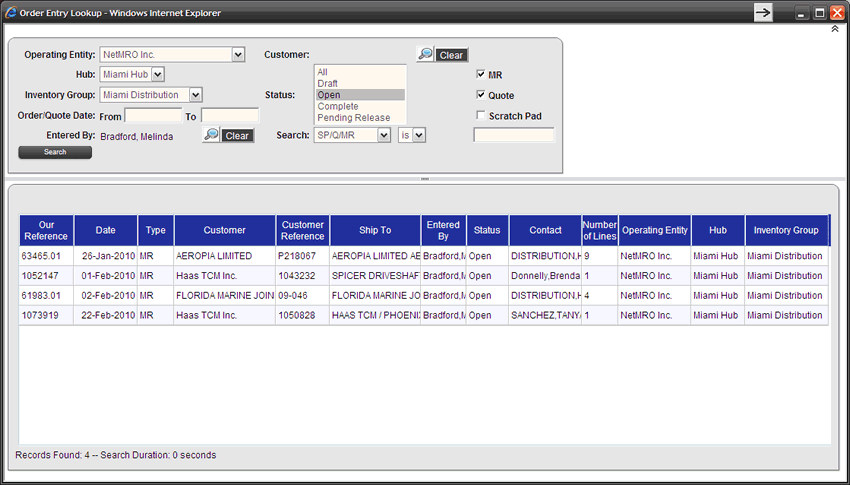 Order Entry Lookup - Windows Internet Explorer
Operating Entity: NetMRO Inc. Customer: Clear
Hub: Miami Hub All MR
Draft
Inventory Group: Miami Distribution Status: Open Quote
Complete
Order/Quote Date: From To Pending Release Scratch Pad
Entered By: Bradford, Melinda Clear Search: SP/Q/MR is
Search
Our Reference Date Type Customer Customer Reference Ship To Entered By Status Contact Number of Lines Operating Entity Hub Inventory Group
63465.01 26-Jan-2010 MR AEROPIA LIMITED P218067 AEROPIA LIMITED AE Bradford,M Open DISTRIBUTION,H 9 NetMRO Inc. Miami Hub Miami Distribution
1052147 01-Feb-2010 MR Haas TCM Inc. 1043232 SPICER DRIVESHAF Bradford,M Open Donnelly,Brenda 1 NetMRO Inc. Miami Hub Miami Distribution
61983.01 02-Feb-2010 MR FLORIDA MARINE JOIN 09-046 FLORIDA MARINE JO Bradford,M Open DISTRIBUTION,H 4 NetMRO Inc. Miami Hub Miami Distribution
1073919 22-Feb-2010 MR Haas TCM Inc. 1050828 HAAS TCM / PHOENI Bradford,M Open SANCHEZ,TANY 1 NetMRO Inc. Miami Hub Miami Distribution
Records Found: 4 -- Search Duration: 0 seconds